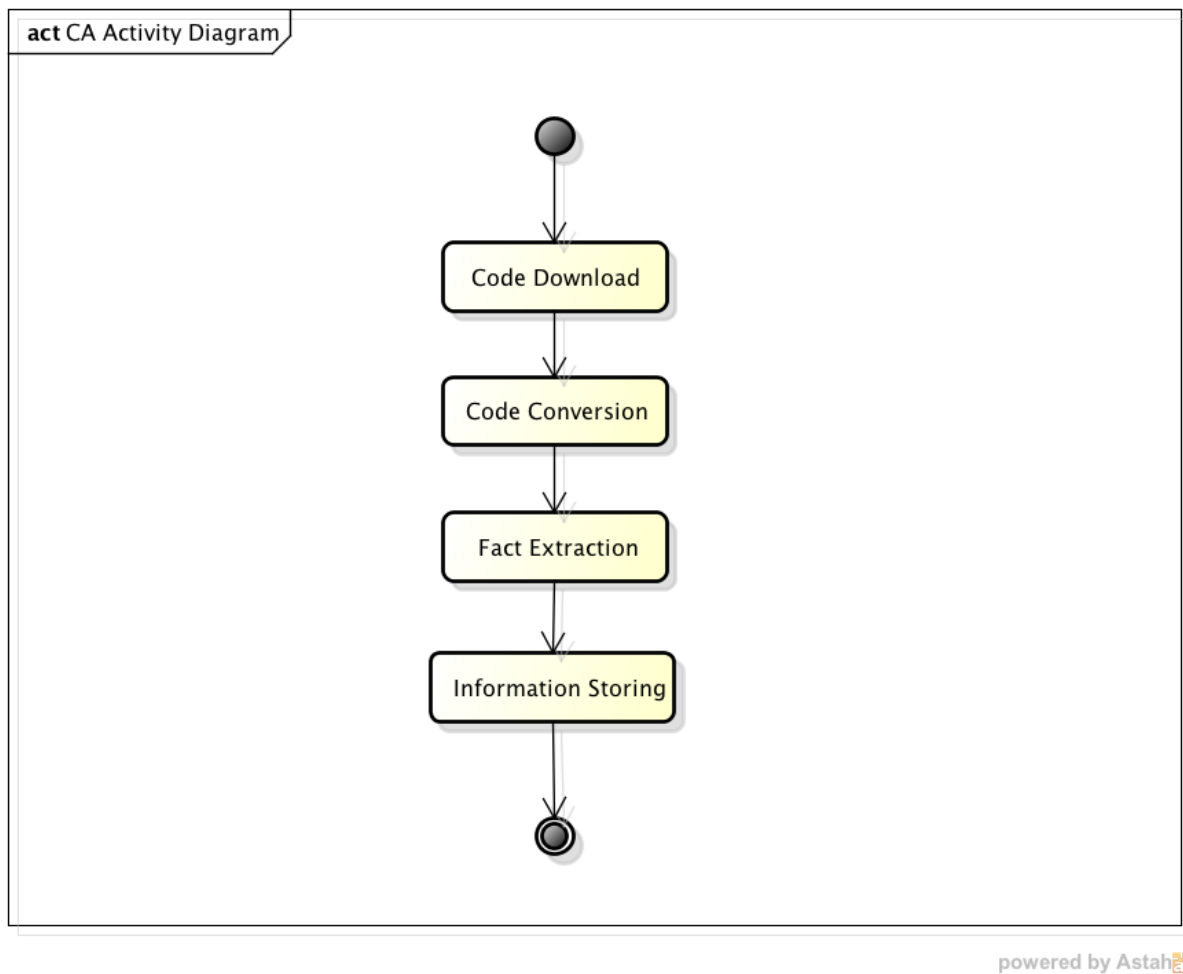 act CA Activity Diagram
Code Download
Code Conversion
Fact Extraction
Information Storing
powered by Astah